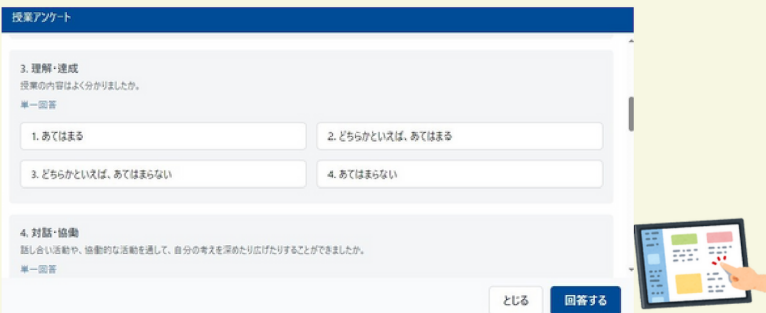 授業アンケート
3. 理解・達成
授業の内容はよく分かりましたか。
単一回答
1. あてはまる
2. どちらかといえば、あてはまる
3. どちらかといえば、あてはまらない
4. あてはまらない
4. 対話・協働
話し合い活動や、協働的な活動を通して、自分の考えを深めたり広げたりすることができましたか。
単一回答
とじる
回答する